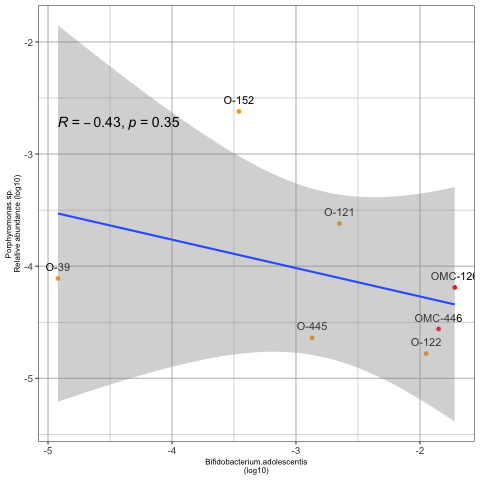 -2
O-152
R = −0.43, p = 0.35
-3
O-121
Porphyromonas.sp.
Relative abundance (log10)
-4
O-39
OMC-126
OMC-446
O-445
O-122
-5
-5
-4
-3
-2
Bifidobacterium.adolescentis
(log10)